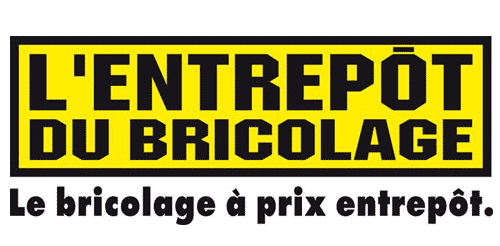 L'ENTREPÔT
DU BRICOLAGE
Le bricolage à prix entrepôt.